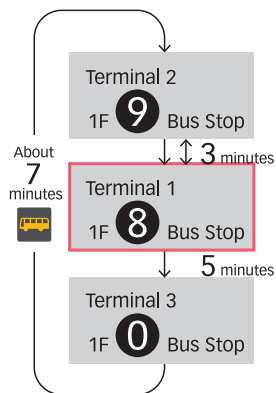 Terminal 2
1F 9 Bus Stop
3 minutes
About
7
minutes
Terminal 1
1F 8 Bus Stop
5 minutes
Terminal 3
1F 0 Bus Stop